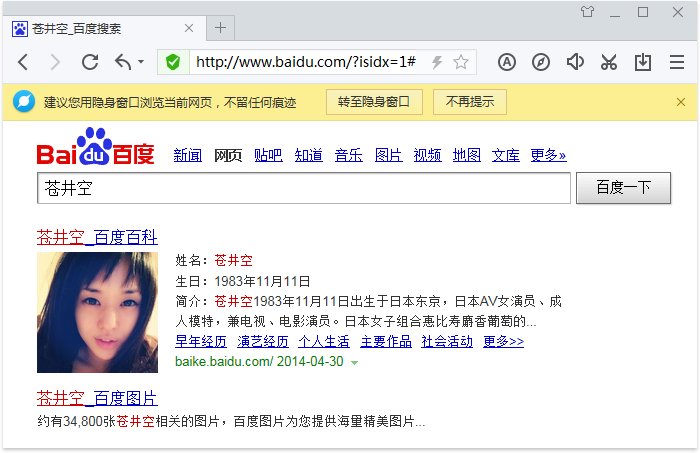 苍井空_百度搜索
http://www.baidu.com/?isidx=1#
建议您用隐身窗口浏览当前网页，不留任何痕迹 转至隐身窗口 不再提示
Bai du 百度 新闻 网页 贴吧 知道 音乐 图片 视频 地图 文库 更多»
苍井空 百度一下
苍井空_百度百科
姓名：苍井空
生日：1983年11月11日
简介：苍井空1983年11月11日出生于日本东京，日本AV女演员、成
人模特，兼电视、电影演员。日本女子组合惠比寿麝香葡萄的...
早年经历 演艺经历 个人生活 主要作品 社会活动 更多>>
baike.baidu.com/ 2014-04-30
苍井空_百度图片
约有34,800张苍井空相关的图片，百度图片为您提供海量精美图片...